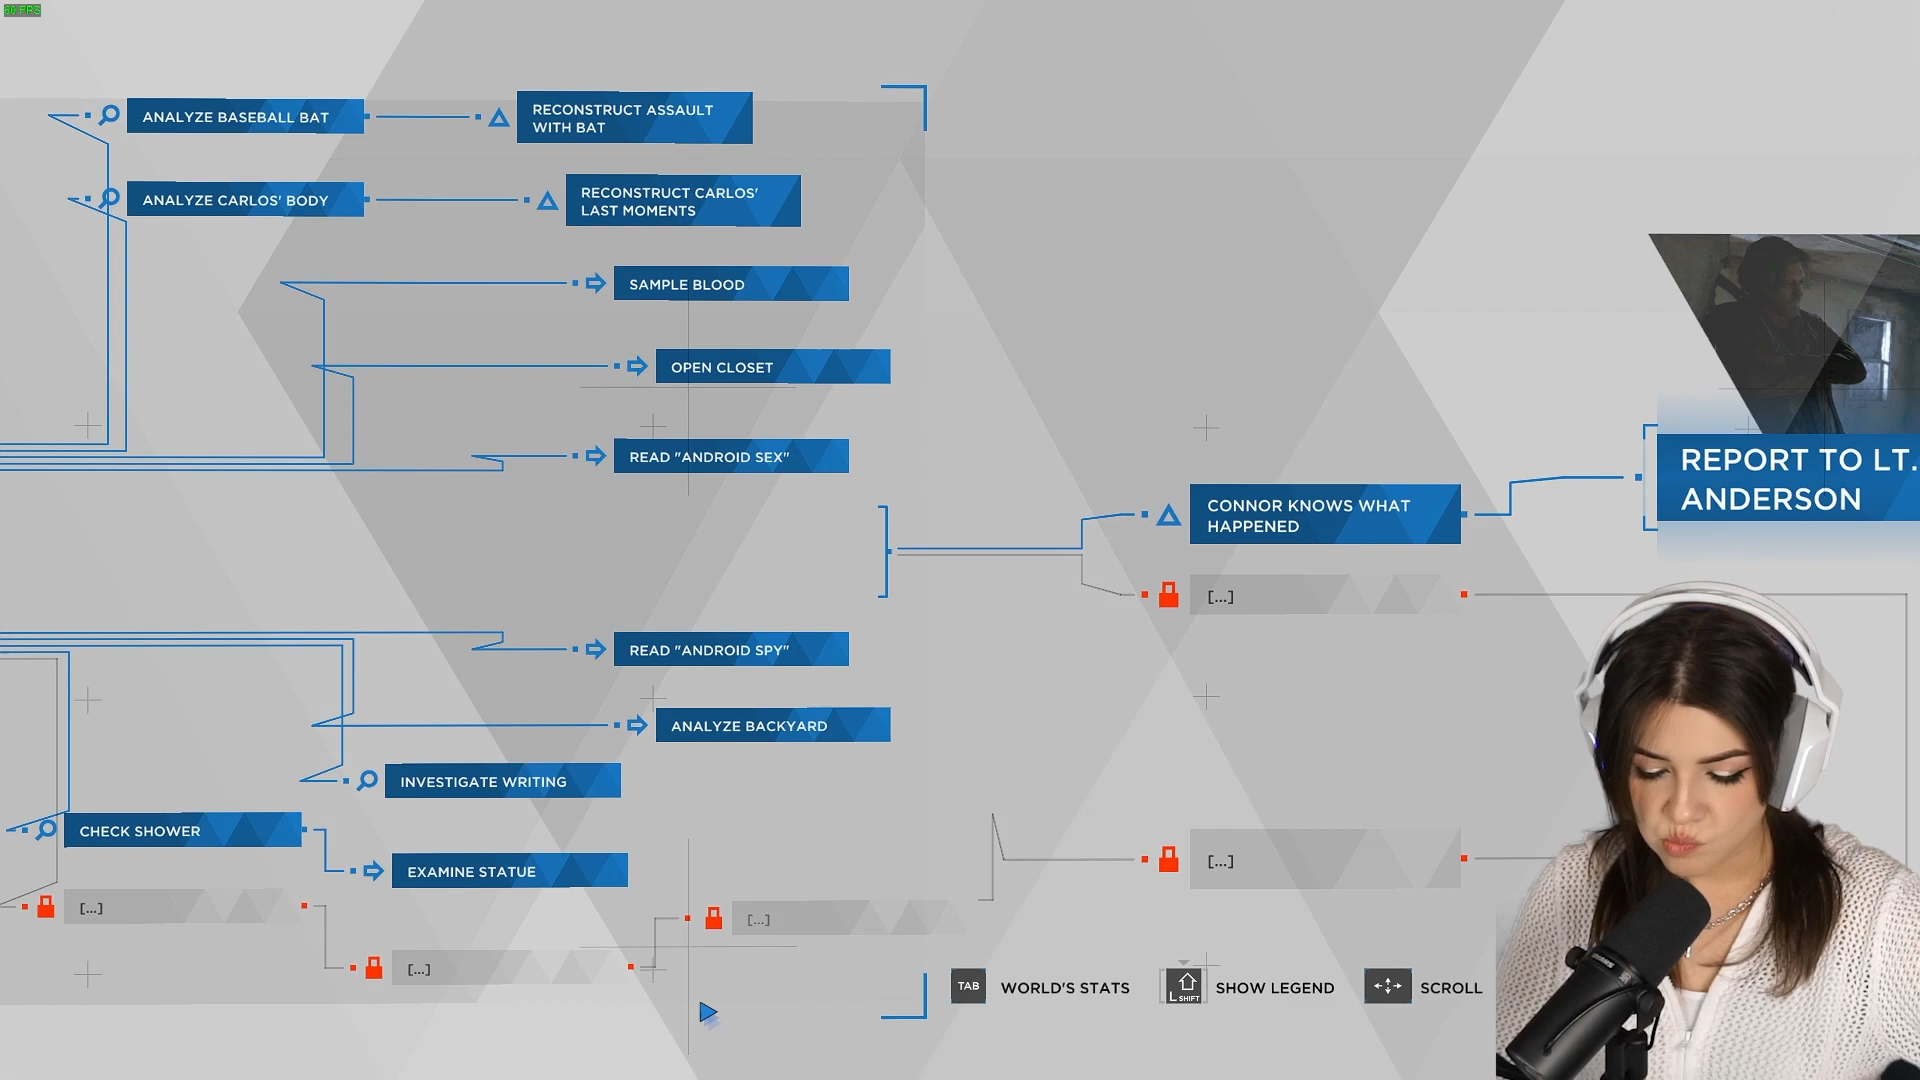 60 FPS
ANALYZE BASEBALL BAT
RECONSTRUCT ASSAULT
WITH BAT
ANALYZE CARLOS' BODY
RECONSTRUCT CARLOS'
LAST MOMENTS
SAMPLE BLOOD
OPEN CLOSET
READ "ANDROID SEX"
CONNOR KNOWS WHAT
HAPPENED
REPORT TO LT.
ANDERSON
[...]
READ "ANDROID SPY"
ANALYZE BACKYARD
INVESTIGATE WRITING
CHECK SHOWER
EXAMINE STATUE
[...]
[...]
[...]
[...]
TAB WORLD'S STATS
L SHIFT SHOW LEGEND
SCROLL